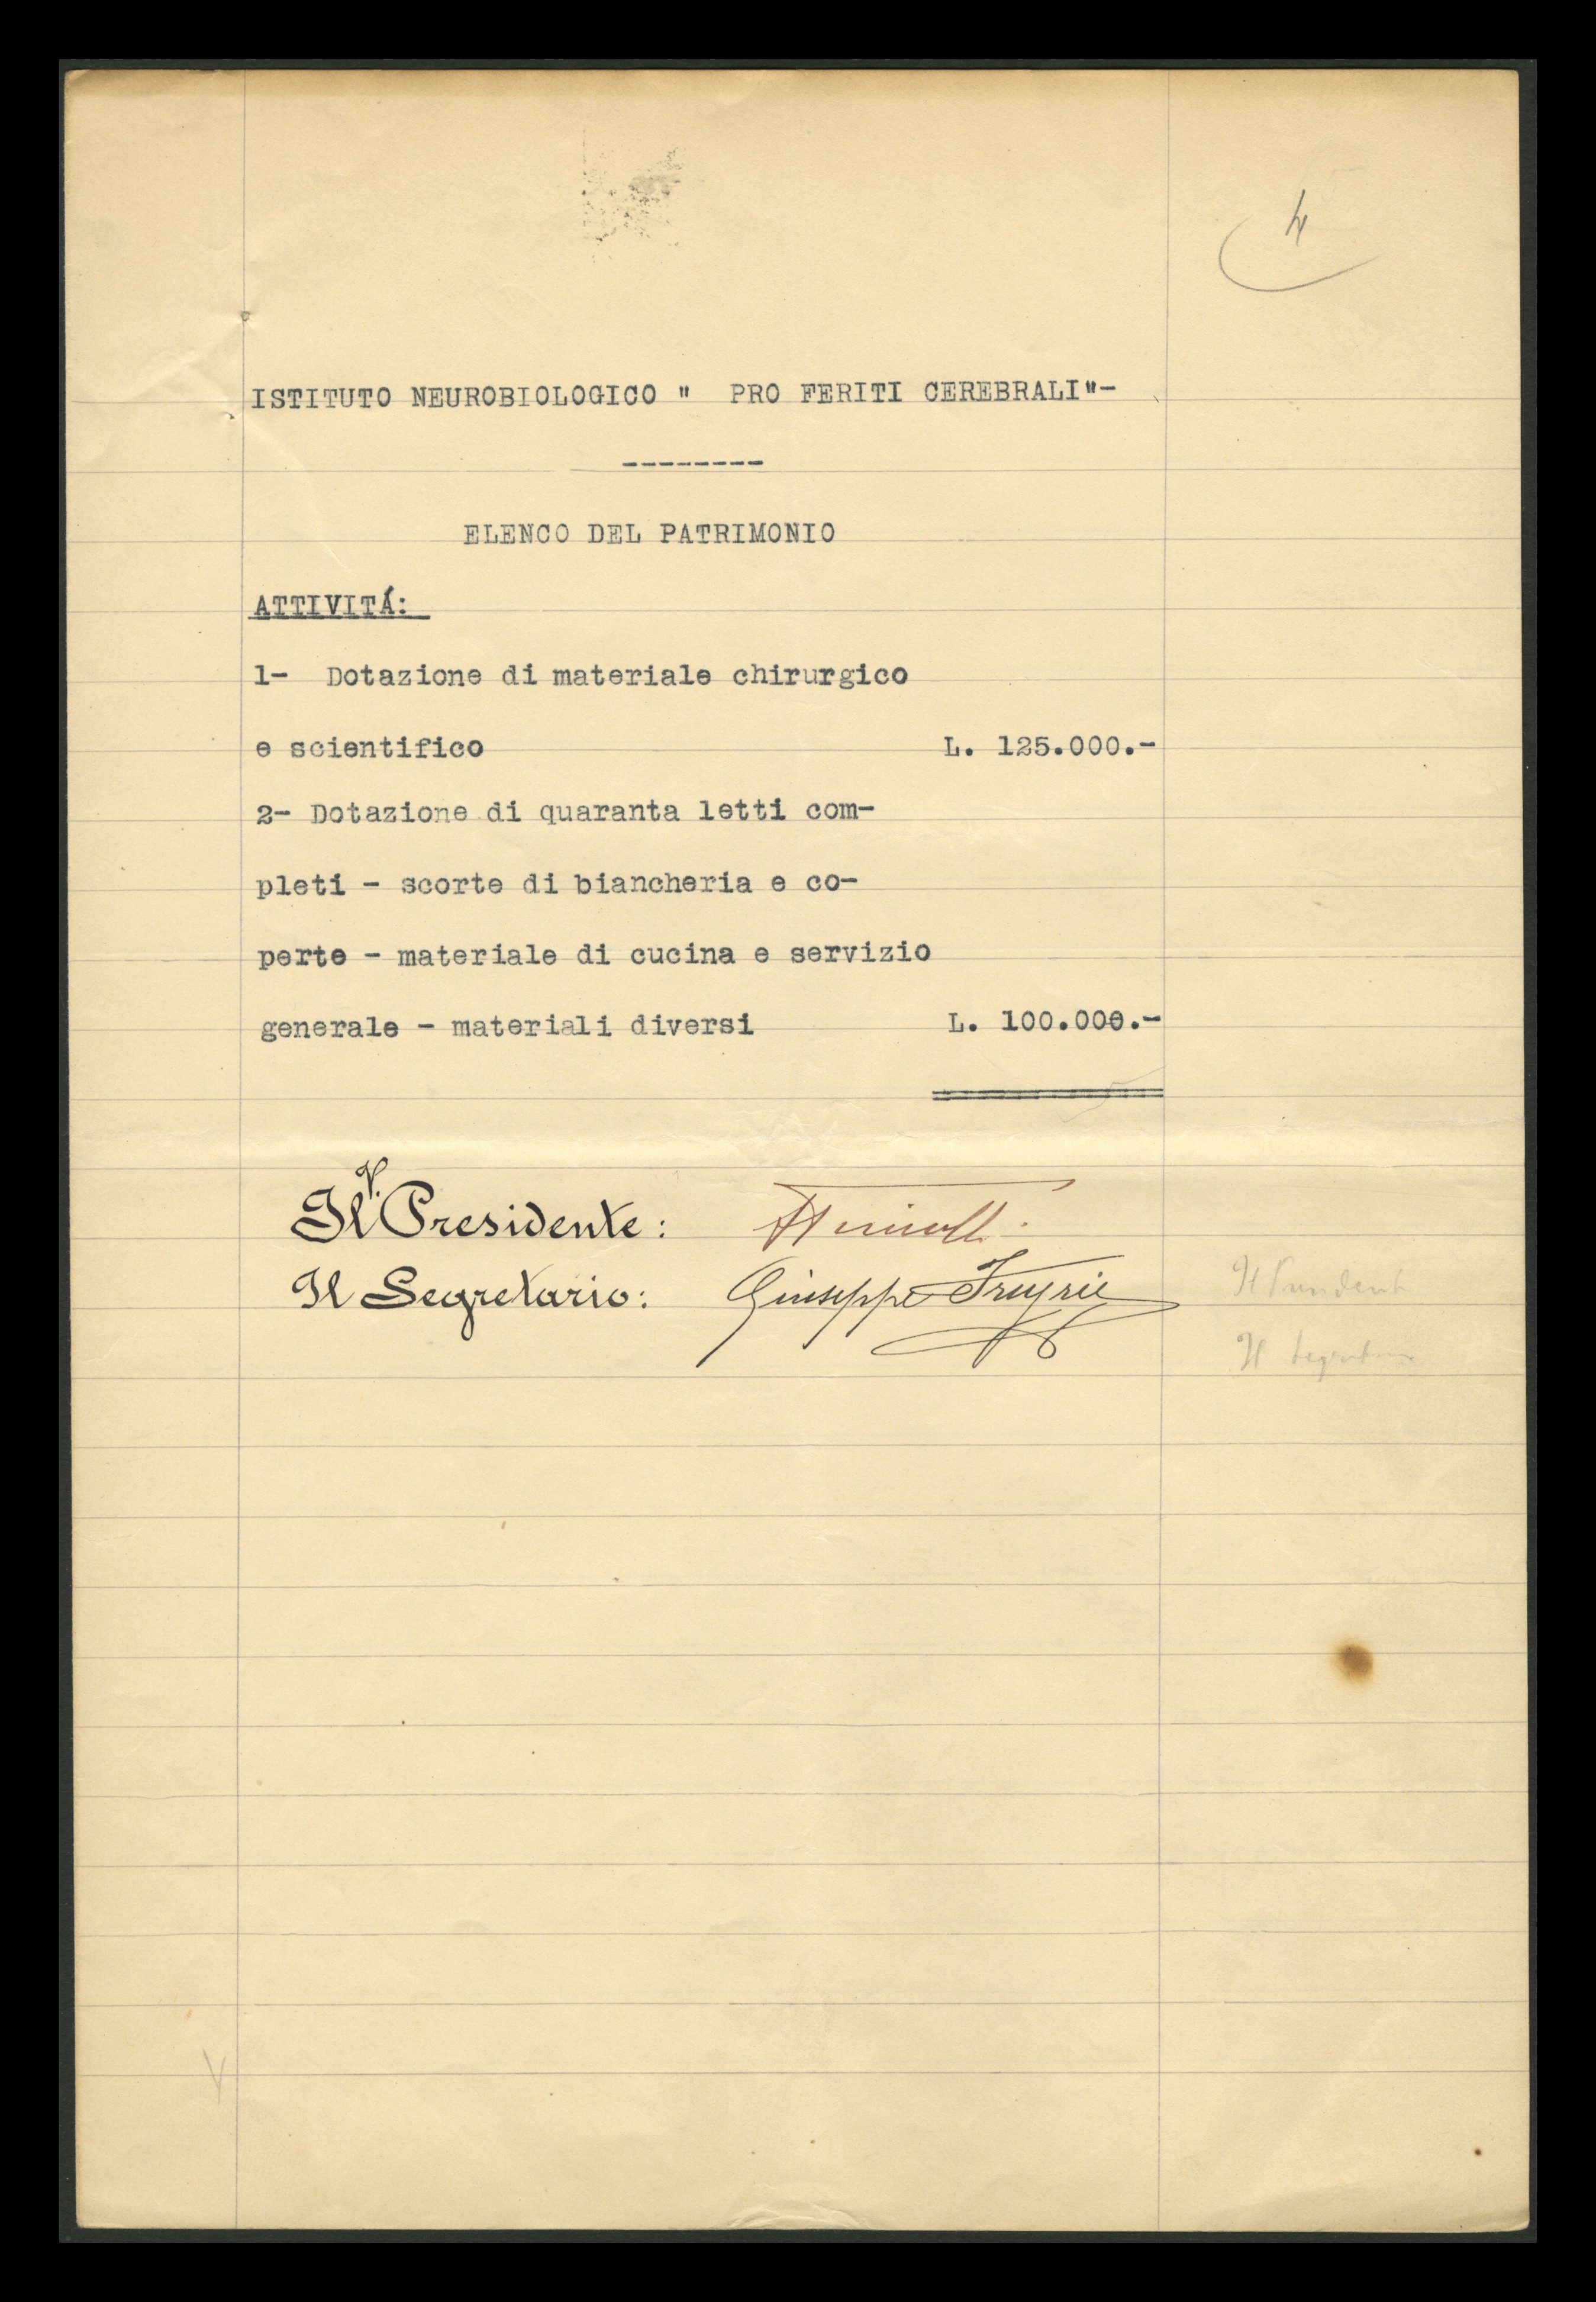 4
ISTITUTO NEUROBIOLOGICO " PRO FERITI CEREBRALI"-
--------
ELENCO DEL PATRIMONIO
ATTIVITÁ:
1- Dotazione di materiale chirurgico
e scientifico L. 125.000.-
2- Dotazione di quaranta letti com-
pleti - scorte di biancheria e co-
perte - materiale di cucina e servizio
generale - materiali diversi L. 100.000.-
Il V. Presidente:
Il Segretario: Giuseppe
Il Presidente
Il Segretario